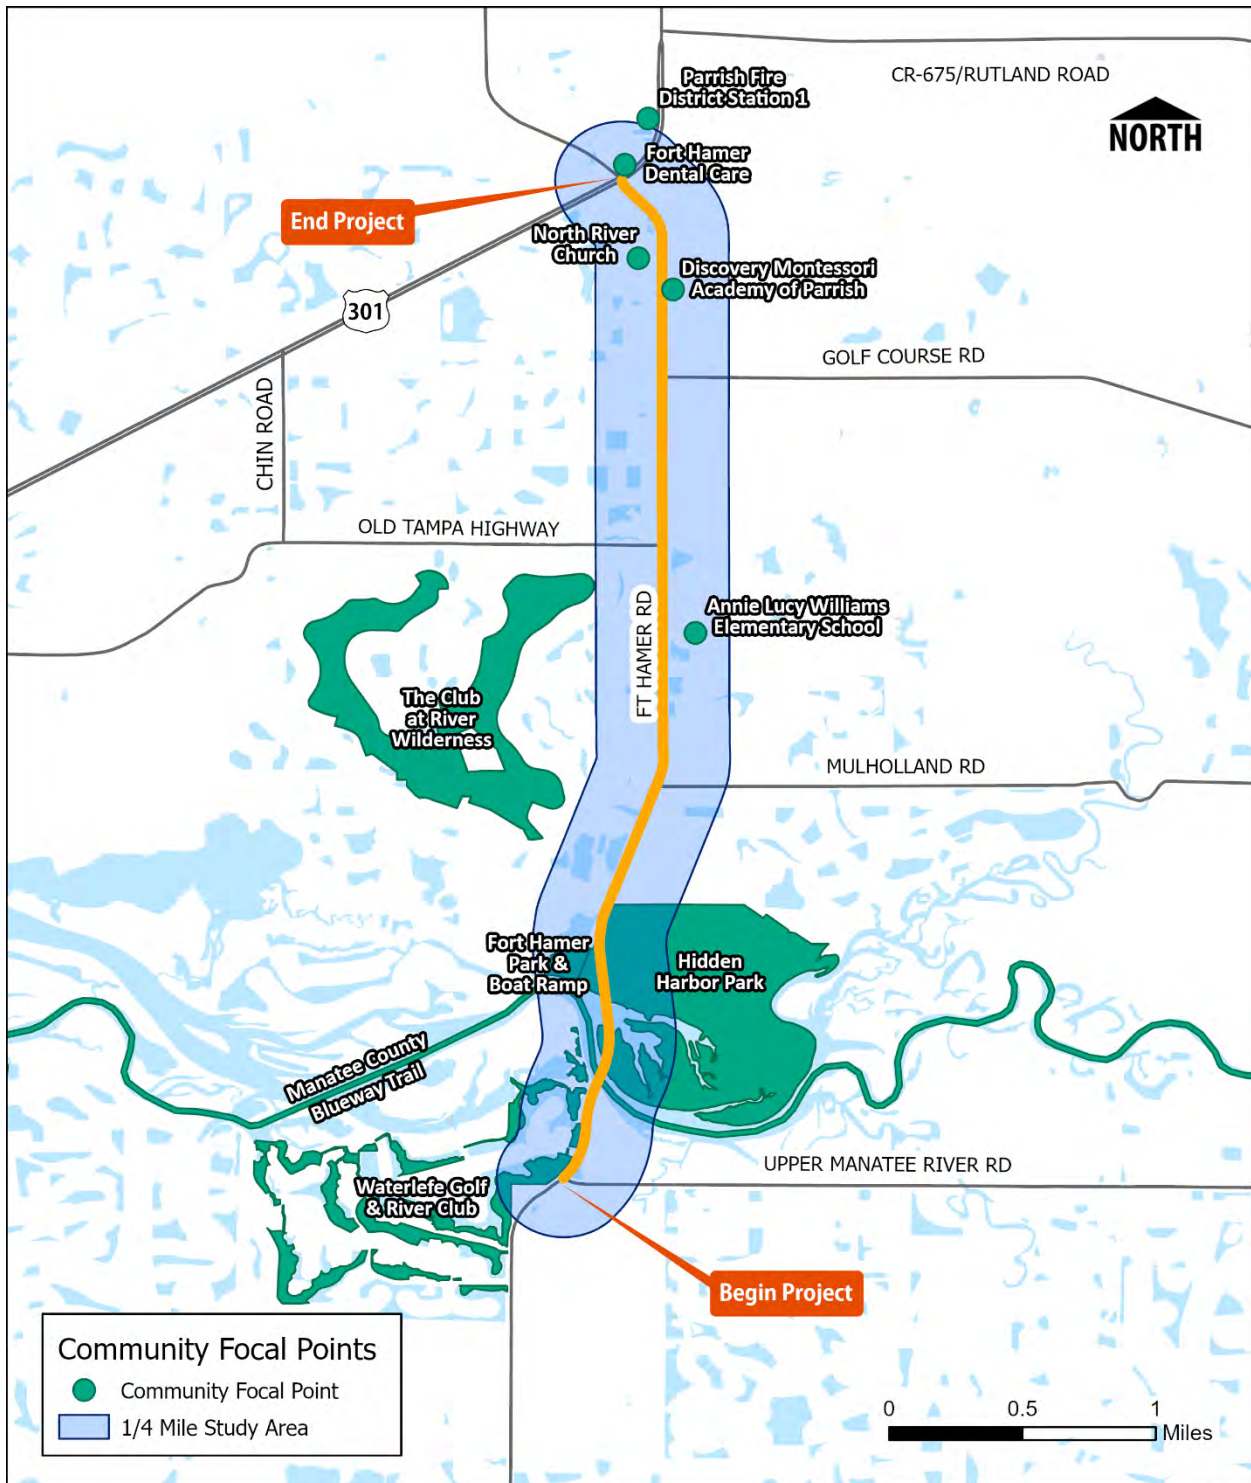 CR-675/RUTLAND ROAD
Parrish Fire
District Station 1
NORTH
Fort Hamer
Dental Care
End Project
North River
Church
Discovery Montessori
Academy of Parrish
301
GOLF COURSE RD
CHIN ROAD
OLD TAMPA HIGHWAY
FT HAMER RD
Annie Lucy Williams
Elementary School
The Club
at River
Wilderness
MULHOLLAND RD
Fort Hamer
Park &
Boat Ramp
Hidden
Harbor Park
Manatee County
Blueway Trail
UPPER MANATEE RIVER RD
Waterlefe Golf
& River Club
Begin Project
Community Focal Points
Community Focal Point
1/4 Mile Study Area
0 0.5 1
Miles